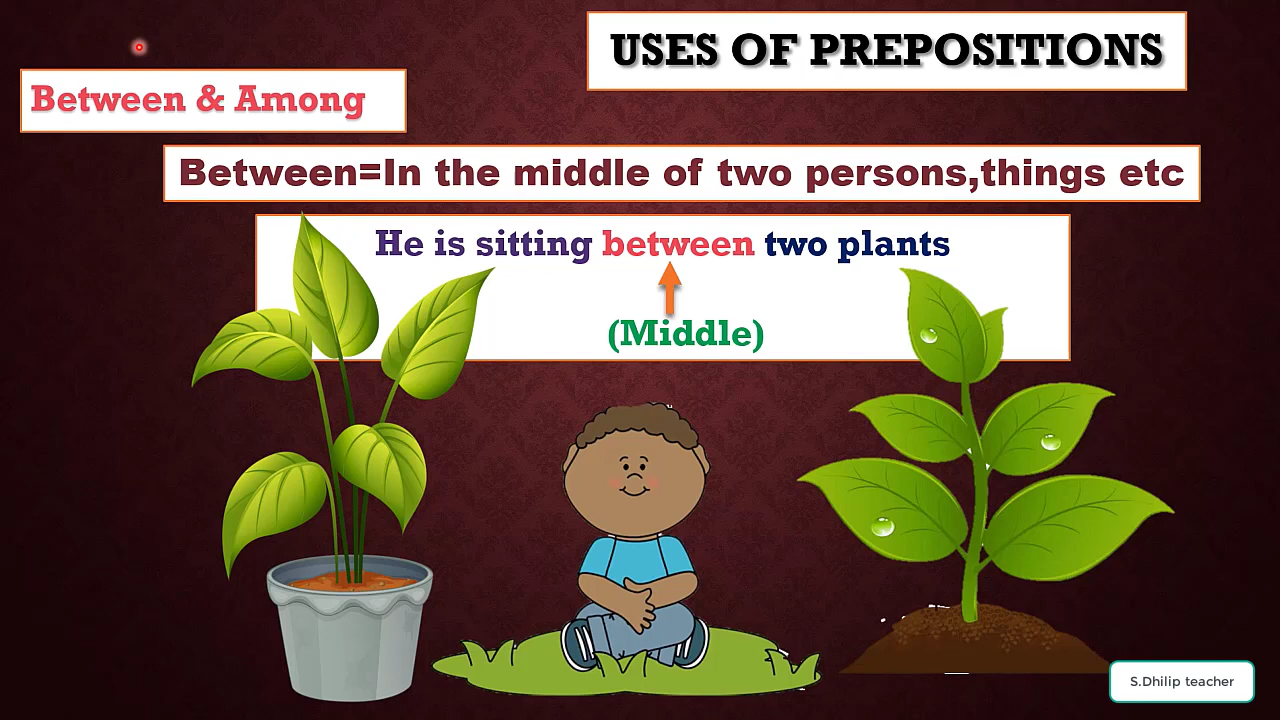 USES OF PREPOSITIONS
Between & Among
Between=In the middle of two persons,things etc
He is sitting between two plants
(Middle)
S.Dhilip teacher